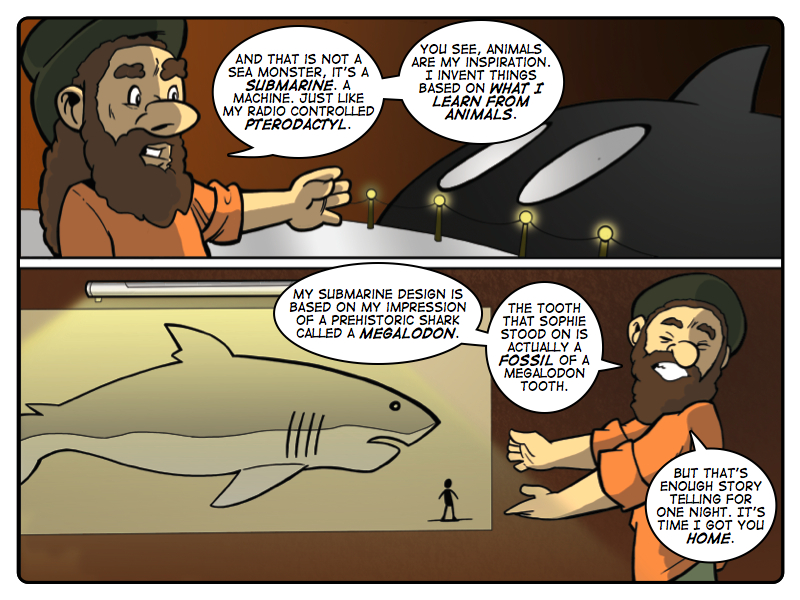 AND THAT IS NOT A
SEA MONSTER, IT'S A
SUBMARINE. A
MACHINE. JUST LIKE
MY RADIO CONTROLLED
PTERODACTYL.
YOU SEE, ANIMALS
ARE MY INSPIRATION.
I INVENT THINGS
BASED ON WHAT I
LEARN FROM
ANIMALS.
MY SUBMARINE DESIGN IS
BASED ON MY IMPRESSION
OF A PREHISTORIC SHARK
CALLED A MEGALODON.
THE TOOTH
THAT SOPHIE
STOOD ON IS
ACTUALLY A
FOSSIL OF A
MEGALODON
TOOTH.
BUT THAT'S
ENOUGH STORY
TELLING FOR
ONE NIGHT. IT'S
TIME I GOT YOU
HOME.